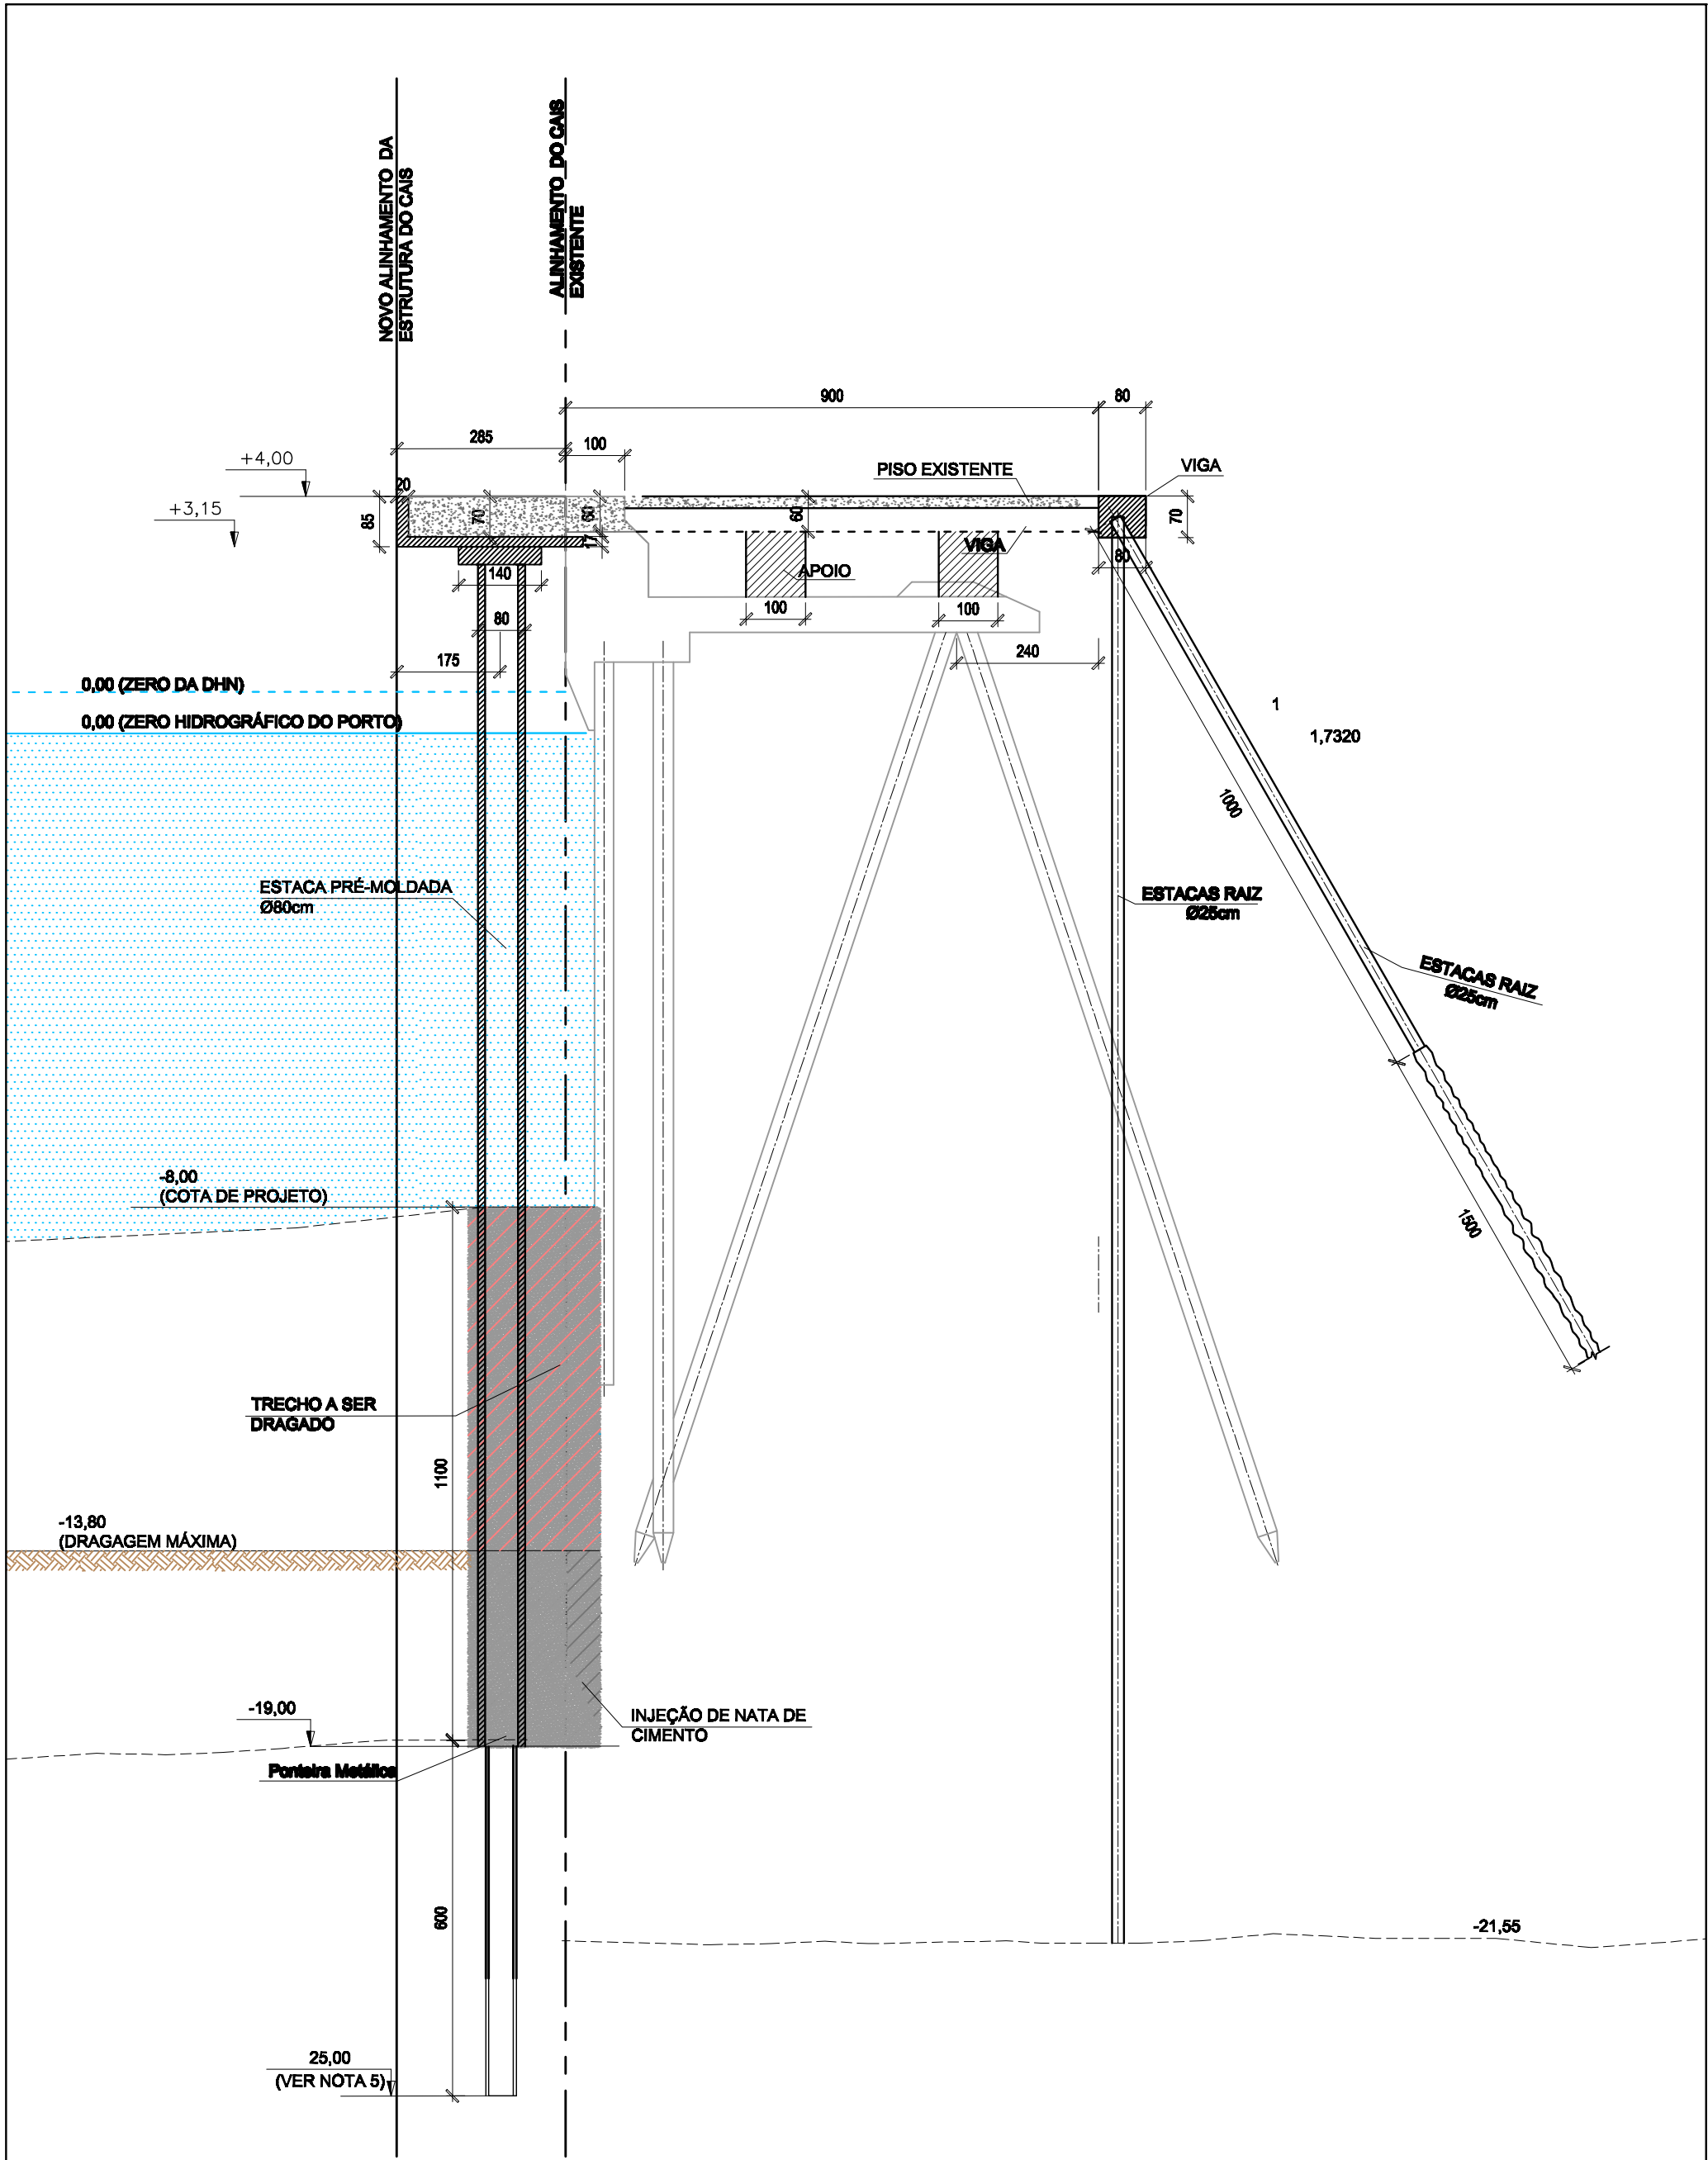 NOVO ALINHAMENTO DA
ESTRUTURA DO CAIS
ALINHAMENTO DO CAIS
EXISTENTE
900
80
285
100
+4,00
PISO EXISTENTE
VIGA
20
+3,15
85
70
60
17
60
70
VIGA
80
APOIO
140
100
100
80
175
240
0,00 (ZERO DA DHN)
0,00 (ZERO HIDROGRÁFICO DO PORTO)
1
1,7320
1000
ESTACA PRÉ-MOLDADA
Ø80cm
ESTACAS RAIZ
Ø25cm
ESTACAS RAIZ
Ø25cm
-8,00
(COTA DE PROJETO)
1500
TRECHO A SER
DRAGADO
1100
-13,80
(DRAGAGEM MÁXIMA)
-19,00
INJEÇÃO DE NATA DE
CIMENTO
Ponteira Metálica
600
-21,55
25,00
(VER NOTA 5)